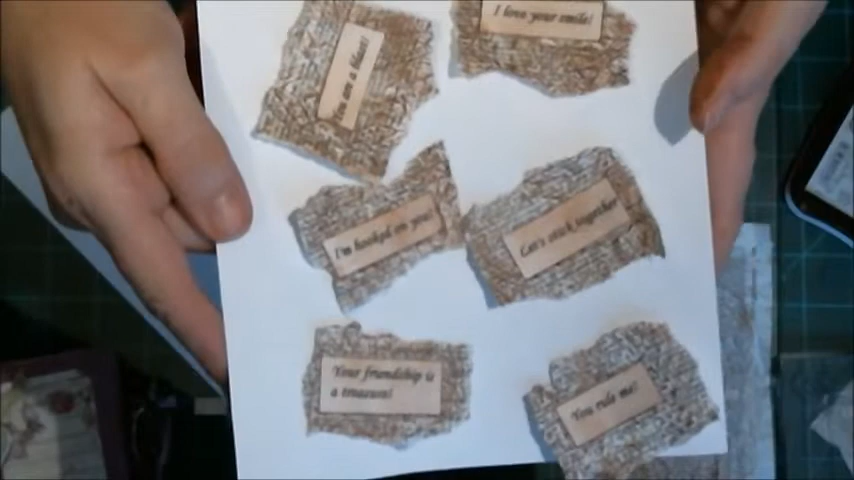 You are a blast!
I love your smile!
I'm hooked on you!
Let's stick together
Your friendship is
a treasure!
You rule me!